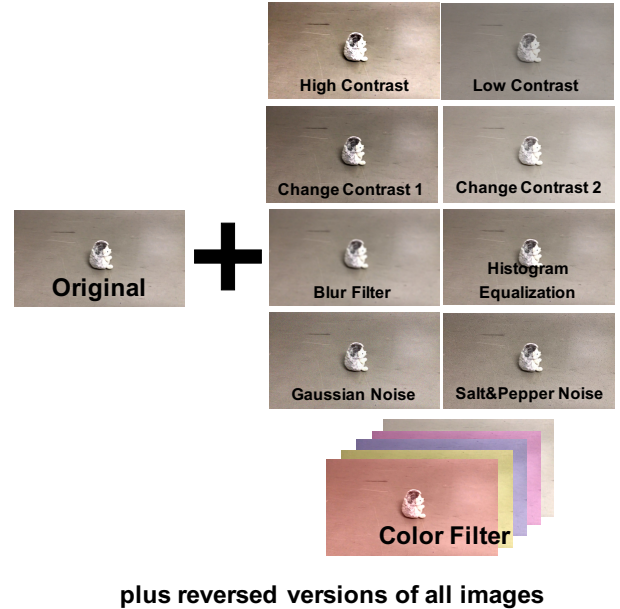 High Contrast
Low Contrast
Change Contrast 1
Change Contrast 2
Original
Blur Filter
Histogram
Equalization
Gaussian Noise
Salt&Pepper Noise
Color Filter
plus reversed versions of all images